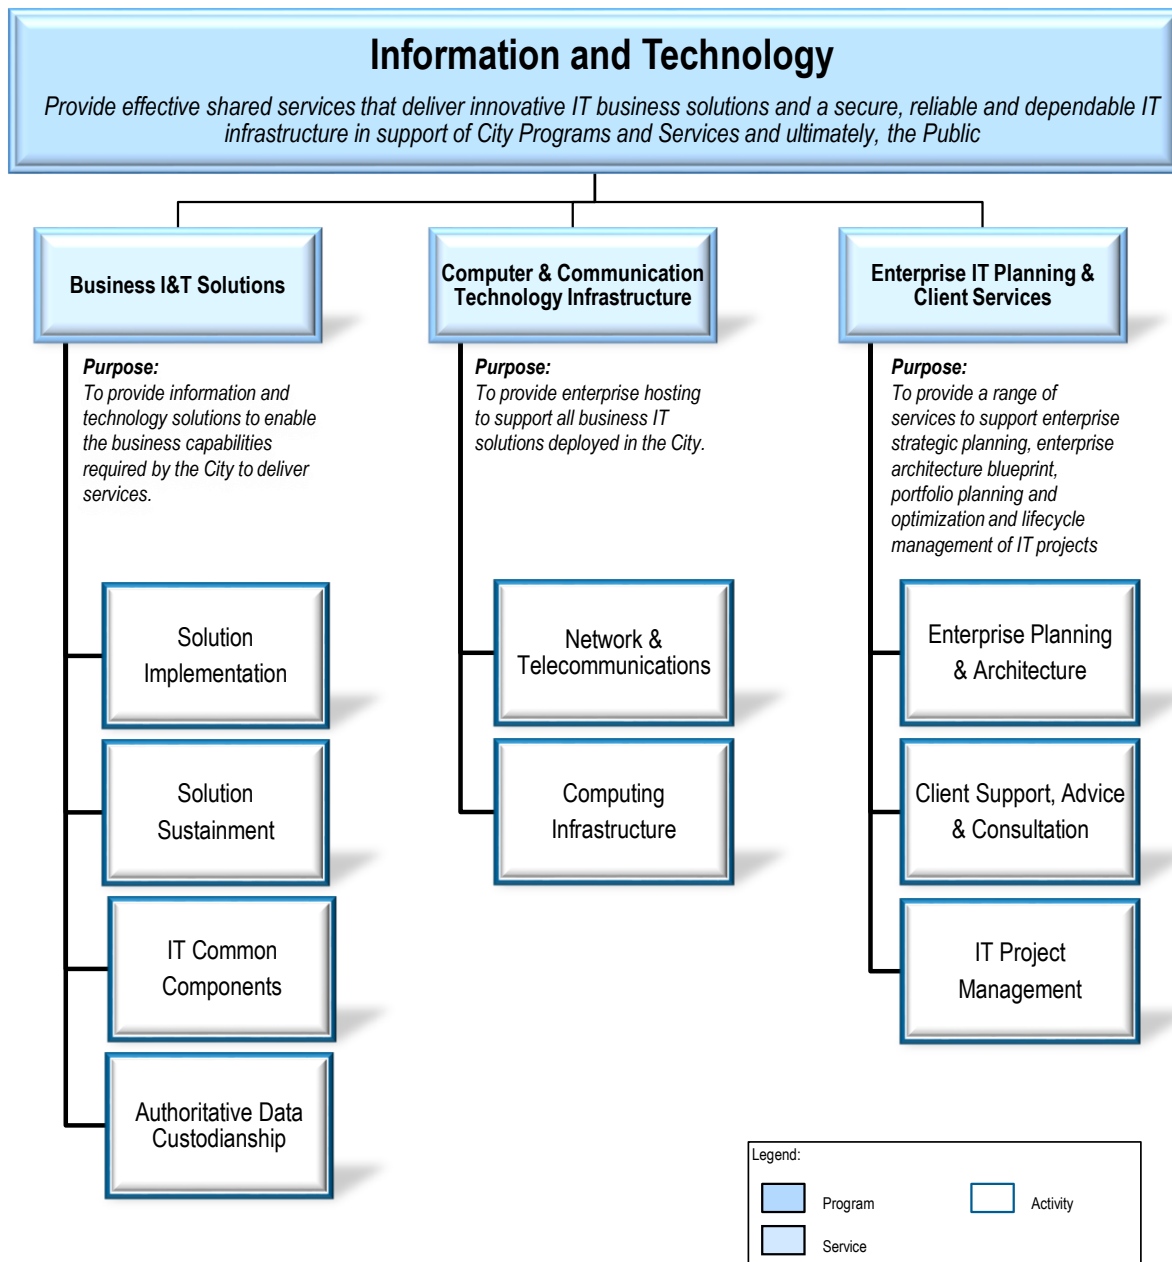 Information and Technology
Provide effective shared services that deliver innovative IT business solutions and a secure, reliable and dependable IT
infrastructure in support of City Programs and Services and ultimately, the Public
Business I&T Solutions
Purpose:
To provide information and
technology solutions to enable
the business capabilities
required by the City to deliver
services.
Solution
Implementation
Solution
Sustainment
IT Common
Components
Authoritative Data
Custodianship
Computer & Communication
Technology Infrastructure
Purpose:
To provide enterprise hosting
to support all business IT
solutions deployed in the City.
Network &
Telecommunications
Computing
Infrastructure
Enterprise IT Planning &
Client Services
Purpose:
To provide a range of
services to support enterprise
strategic planning, enterprise
architecture blueprint,
portfolio planning and
optimization and lifecycle
management of IT projects
Enterprise Planning
& Architecture
Client Support, Advice
& Consultation
IT Project
Management
Legend:
Program
Activity
Service